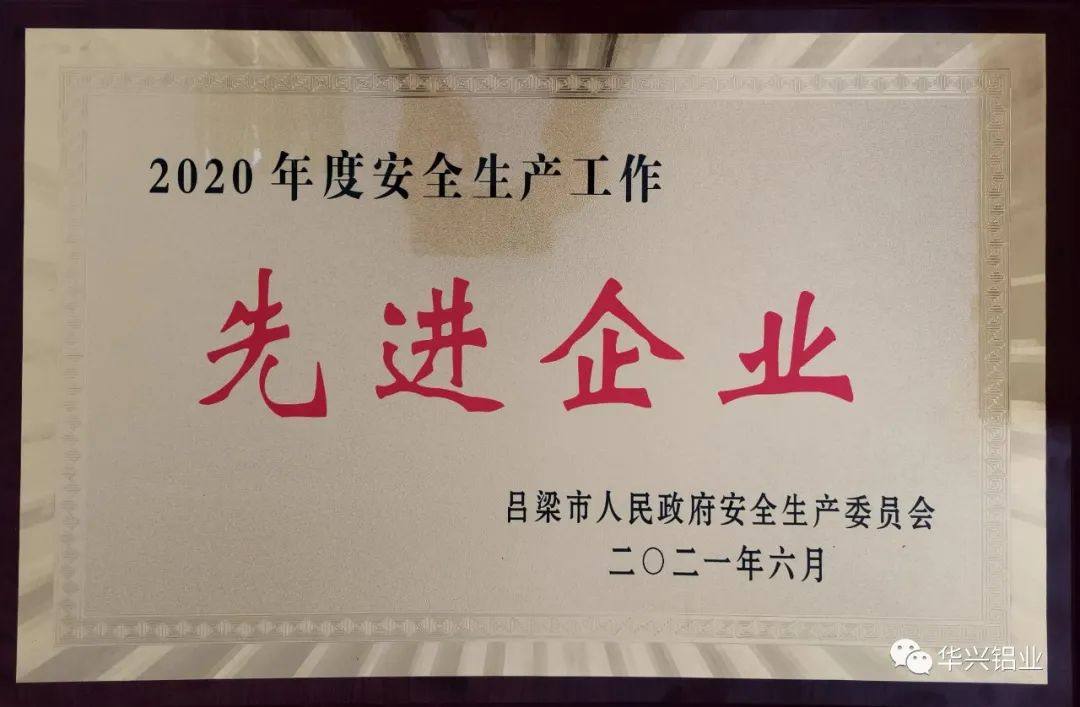 2020年度安全生产工作
先进企业
吕梁市人民政府安全生产委员会
二〇二一年六月
华兴铝业